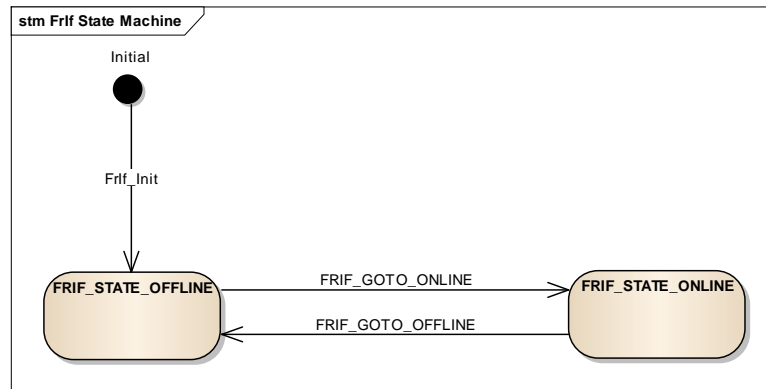 stm FrIf State Machine
Initial
FrIf_Init
FRIF_STATE_OFFLINE
FRIF_GOTO_ONLINE
FRIF_STATE_ONLINE
FRIF_GOTO_OFFLINE